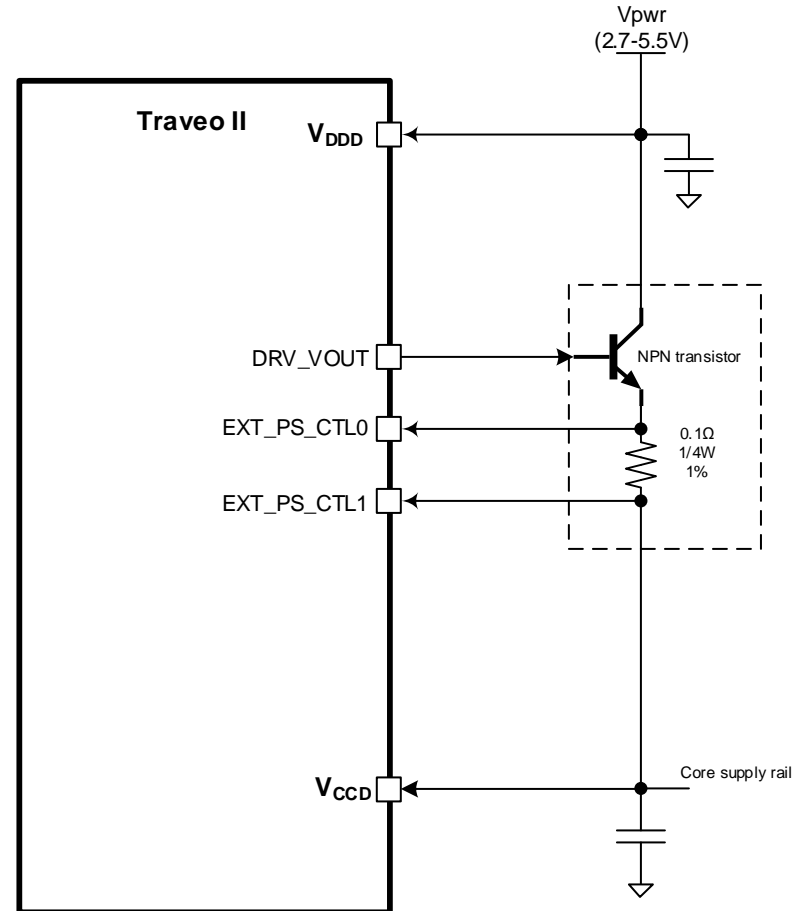 Vpwr
(2.7-5.5V)
Traveo II
VDDD
DRV_VOUT
NPN transistor
EXT_PS_CTL0
0.1Ω
1/4W
1%
EXT_PS_CTL1
Core supply rail
VCCD